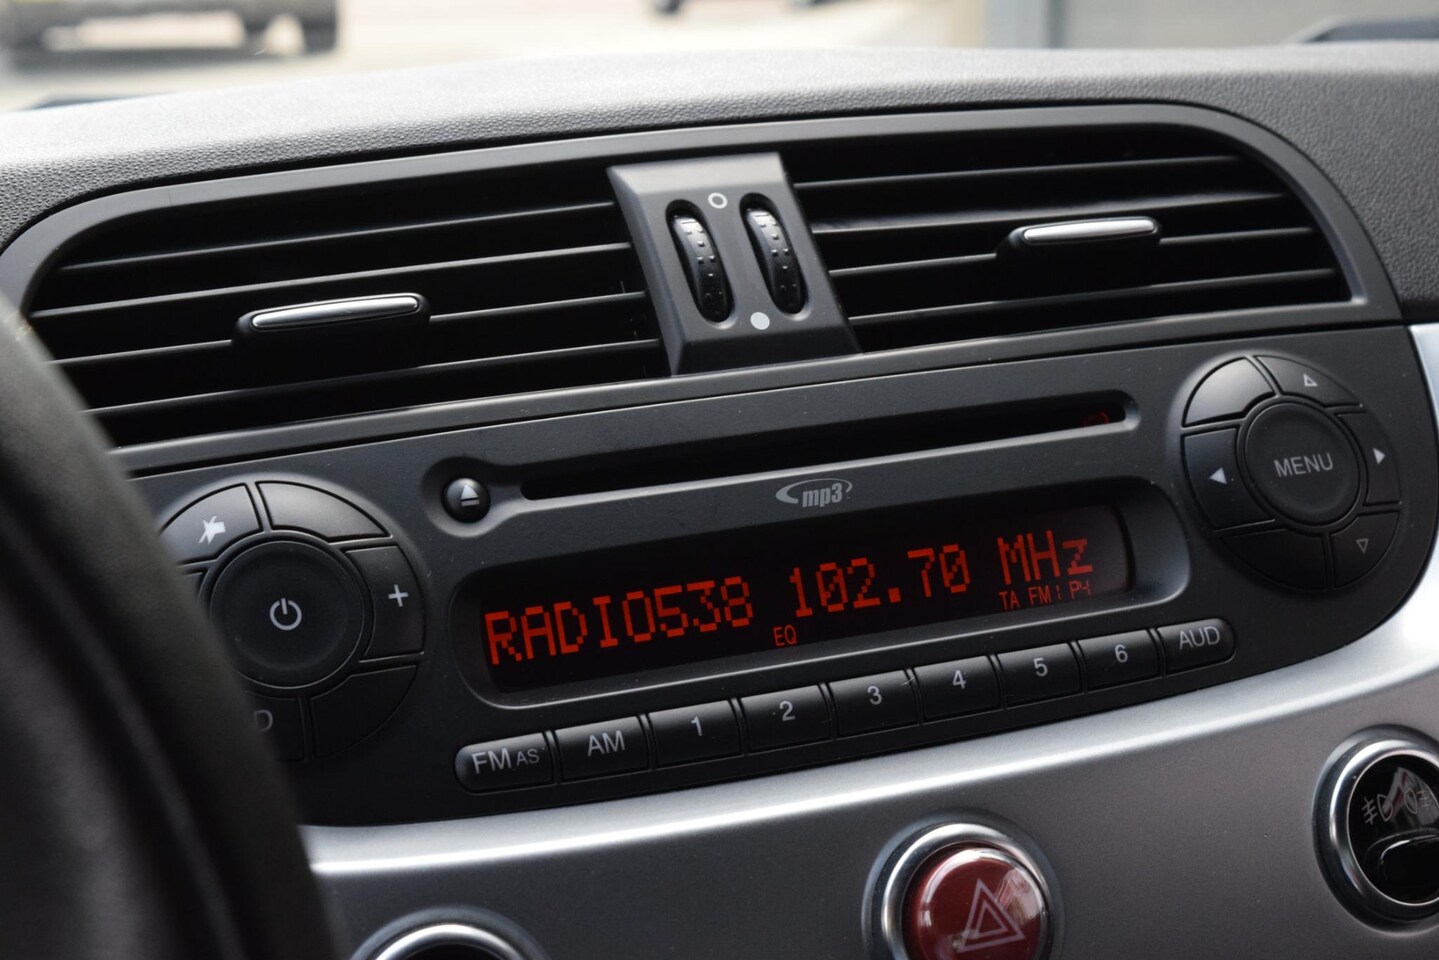 mp3
MENU
RADIO538 102.70 MHz
EQ TA FM1 P4
+
FM AS AM 1 2 3 4 5 6 AUD